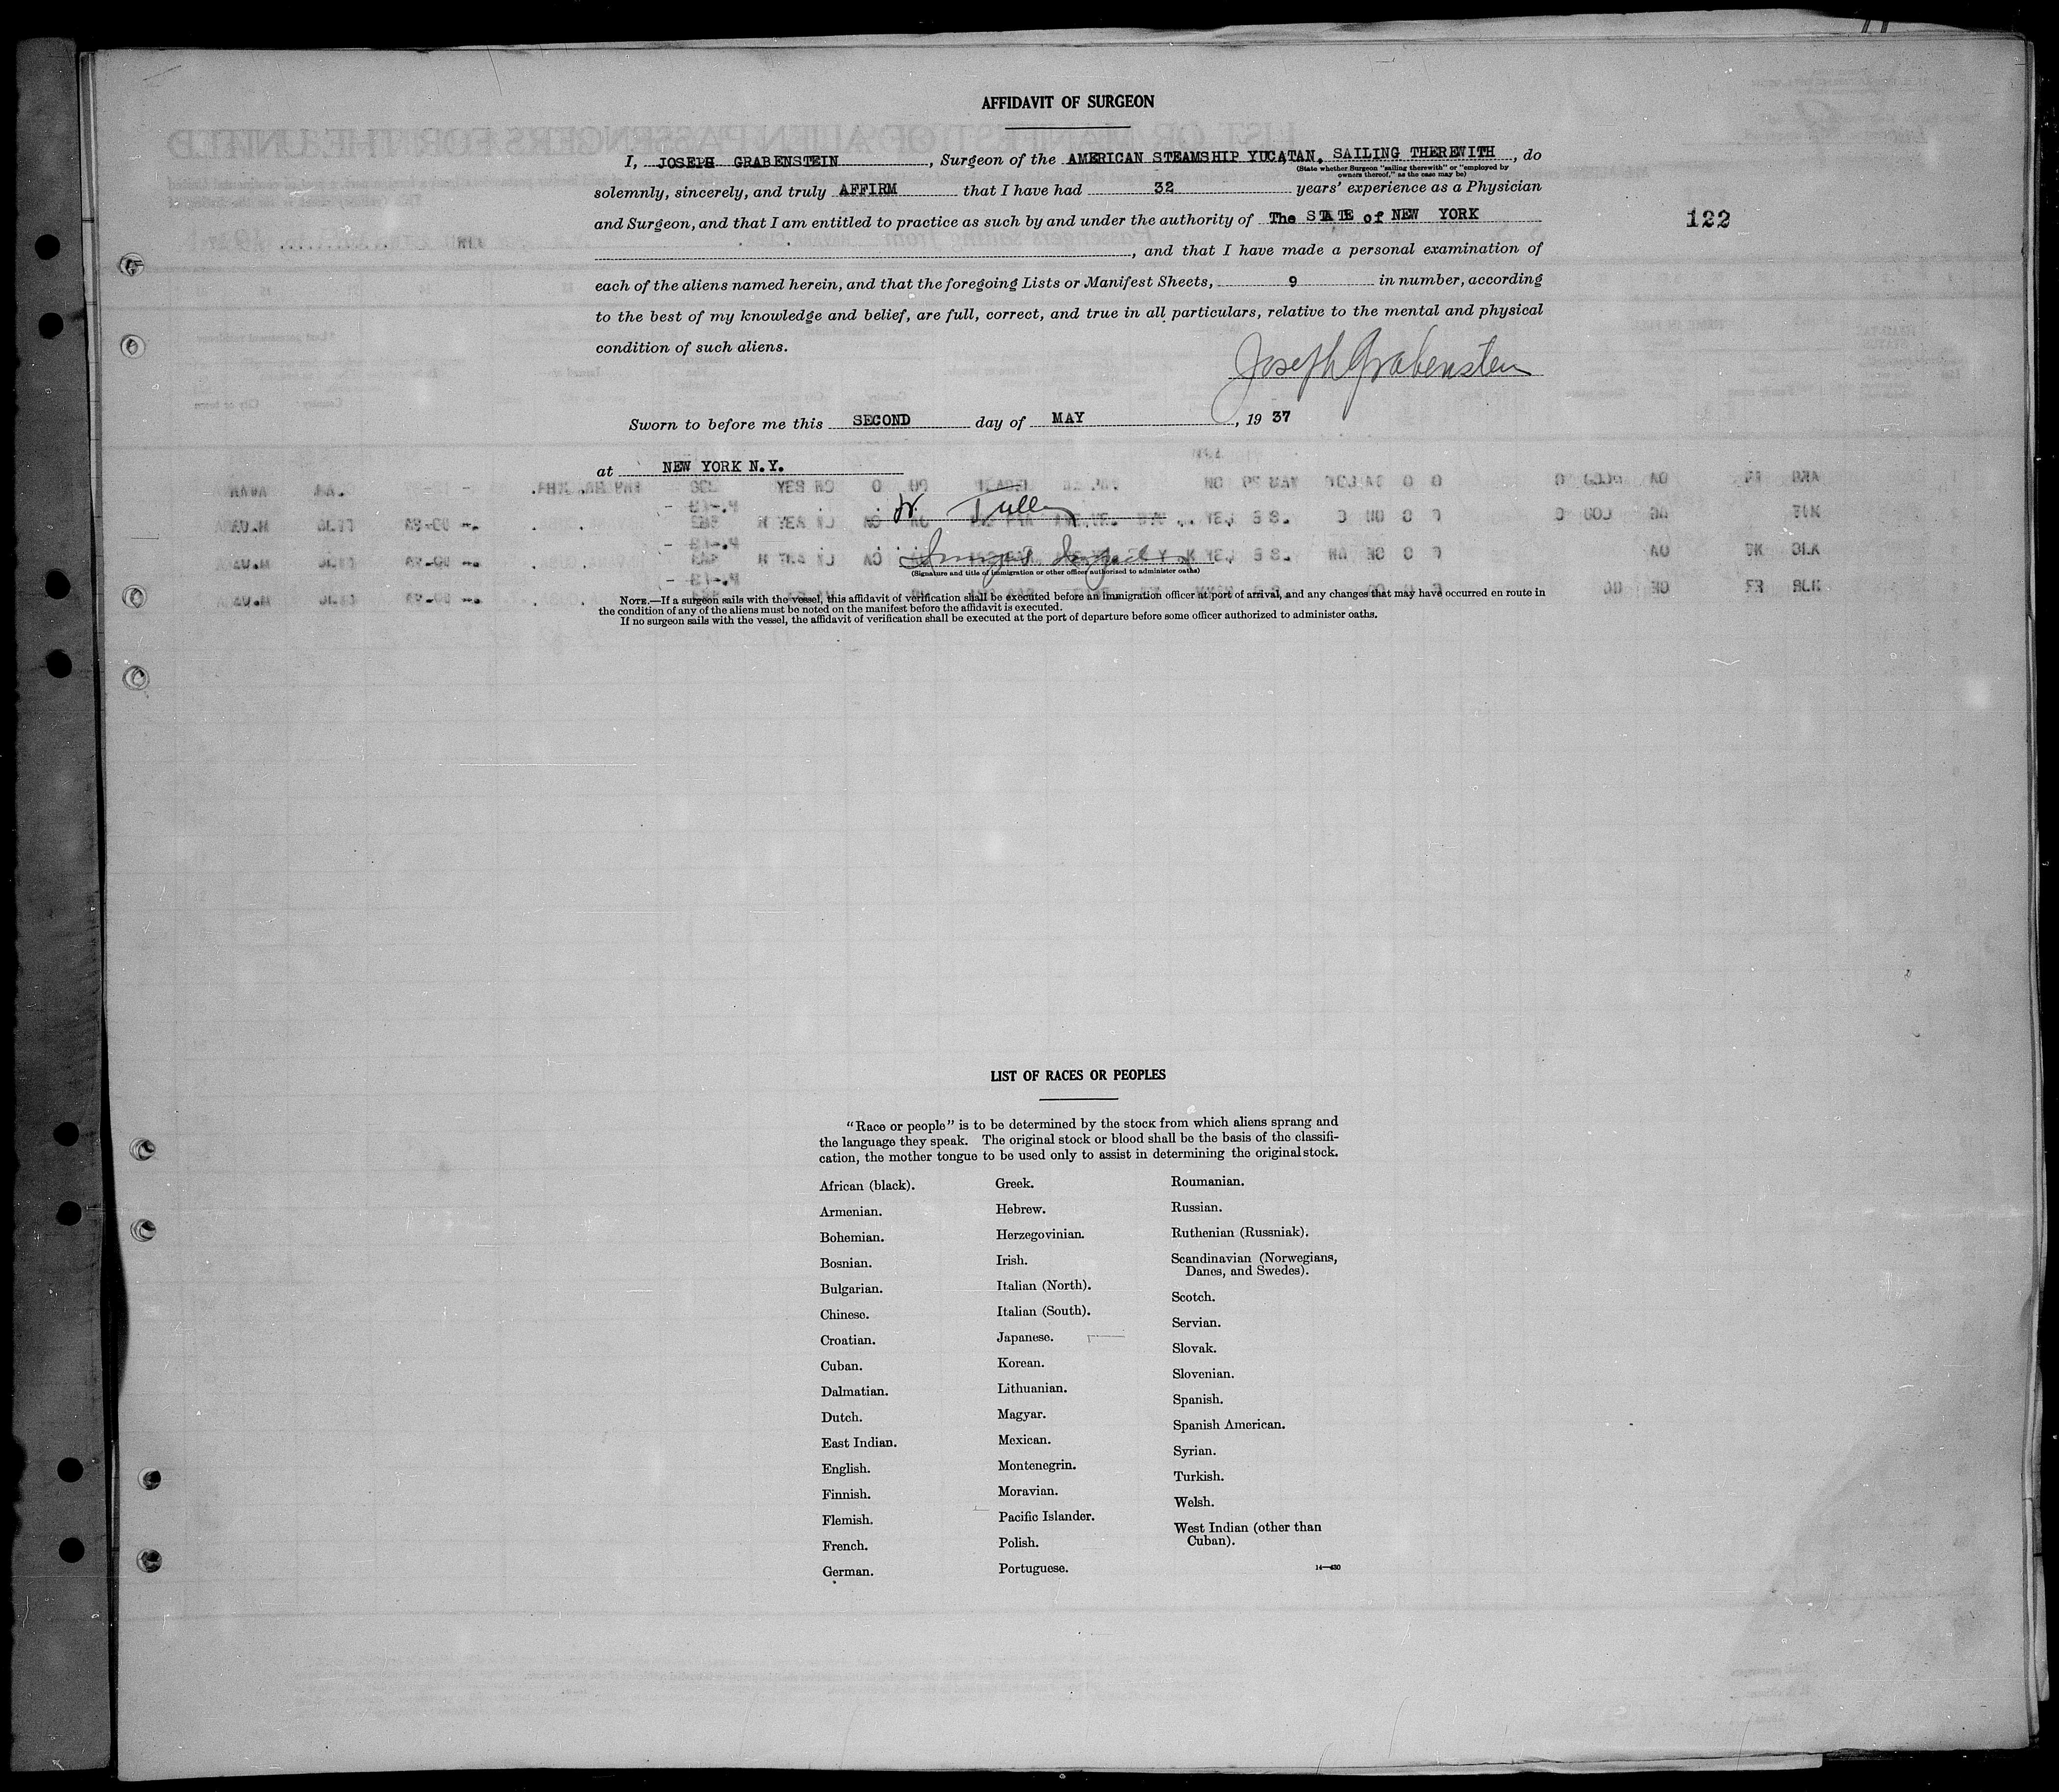 AFFIDAVIT OF SURGEON
I, JOSEPH GRABENSTEIN, Surgeon of the AMERICAN STEAMSHIP YUCATAN. SAILING THEREWITH, do
(State whether Surgeon "sailing therewith" or "employed by
owners thereof," as the case may be)
solemnly, sincerely, and truly AFFIRM that I have had 32 years' experience as a Physician
and Surgeon, and that I am entitled to practice as such by and under the authority of The STATE of NEW YORK
122
, and that I have made a personal examination of
each of the aliens named herein, and that the foregoing Lists or Manifest Sheets, 9 in number, according
to the best of my knowledge and belief, are full, correct, and true in all particulars, relative to the mental and physical
condition of such aliens.
Joseph Grabenstein
Sworn to before me this SECOND day of MAY, 19 37
at NEW YORK N.Y.
(Signature and title of immigration or other officer authorized to administer oaths)
NOTE.—If a surgeon sails with the vessel, this affidavit of verification shall be executed before an immigration officer at port of arrival, and any changes that may have occurred en route in
the condition of any of the aliens must be noted on the manifest before the affidavit is executed.
If no surgeon sails with the vessel, the affidavit of verification shall be executed at the port of departure before some officer authorized to administer oaths.
LIST OF RACES OR PEOPLES
"Race or people" is to be determined by the stock from which aliens sprang and
the language they speak. The original stock or blood shall be the basis of the classifi-
cation, the mother tongue to be used only to assist in determining the original stock.
African (black).
Armenian.
Bohemian.
Bosnian.
Bulgarian.
Chinese.
Croatian.
Cuban.
Dalmatian.
Dutch.
East Indian.
English.
Finnish.
Flemish.
French.
German.
Greek.
Hebrew.
Herzegovinian.
Irish.
Italian (North).
Italian (South).
Japanese.
Korean.
Lithuanian.
Magyar.
Mexican.
Montenegrin.
Moravian.
Pacific Islander.
Polish.
Portuguese.
Roumanian.
Russian.
Ruthenian (Russniak).
Scandinavian (Norwegians,
Danes, and Swedes).
Scotch.
Servian.
Slovak.
Slovenian.
Spanish.
Spanish American.
Syrian.
Turkish.
Welsh.
West Indian (other than
Cuban).
14—430